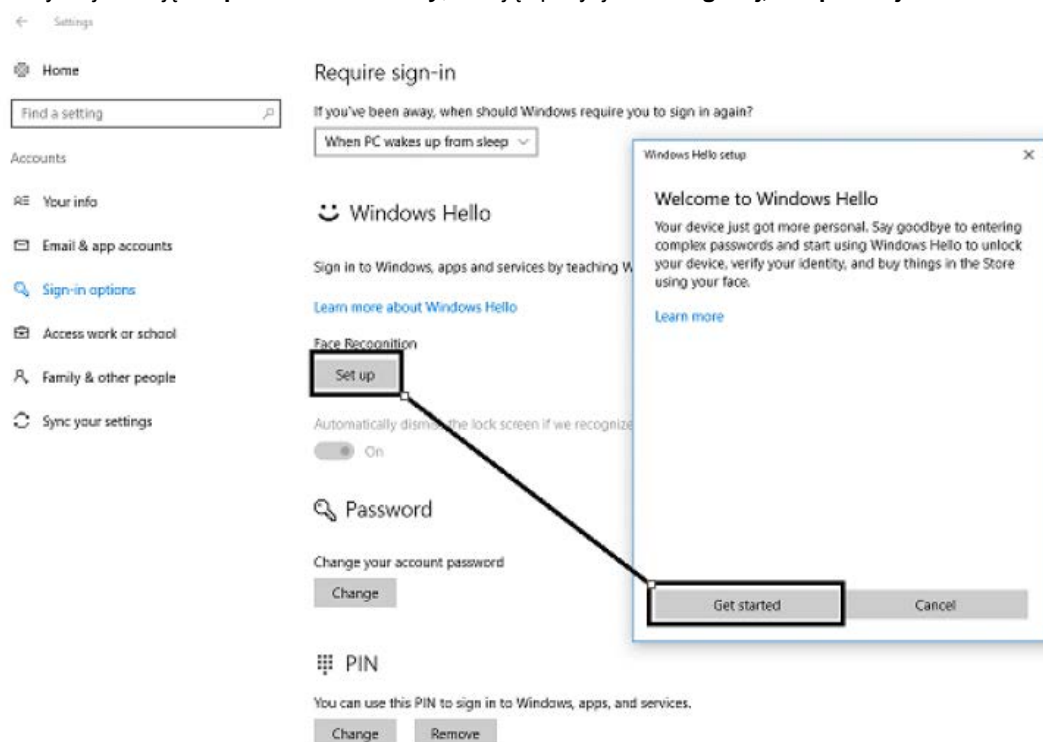 Settings
Home
Find a setting
Accounts
Your info
Email & app accounts
Sign-in options
Access work or school
Family & other people
Sync your settings
Require sign-in
If you've been away, when should Windows require you to sign in again?
When PC wakes up from sleep
Windows Hello
Sign in to Windows, apps and services by teaching
Learn more about Windows Hello
Face Recognition
Set up
Automatically the lock screen if we recognize
On
Password
Change your account password
Change
PIN
You can use this PIN to sign in to Windows, apps, and services.
Change Remove
Windows Hello setup
Welcome to Windows Hello
Your device just got more personal. Say goodbye to entering
complex passwords and start using Windows Hello to unlock
your device, verify your identity, and buy things in the Store
using your face.
Learn more
Get started Cancel